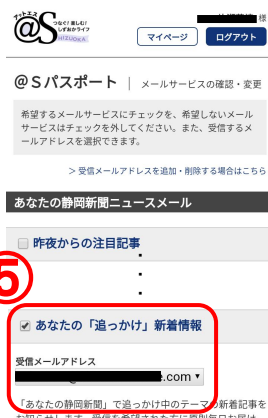 アットエス
@S
つなぐ! 楽しむ!
しずおかライフ
SHIZUOKA
様
マイページ ログアウト
@Sパスポート | メールサービスの確認・変更
希望するメールサービスにチェックを、希望しないメール
サービスはチェックを外してください。また、受信するメ
ールアドレスを選択できます。
＞受信メールアドレスを追加・削除する場合はこちら
あなたの静岡新聞ニュースメール
昨夜からの注目記事
⑤
あなたの「追っかけ」新着情報
受信メールアドレス
.com
「あなたの静岡新聞」で追っかけ中のテーマの新着記事を